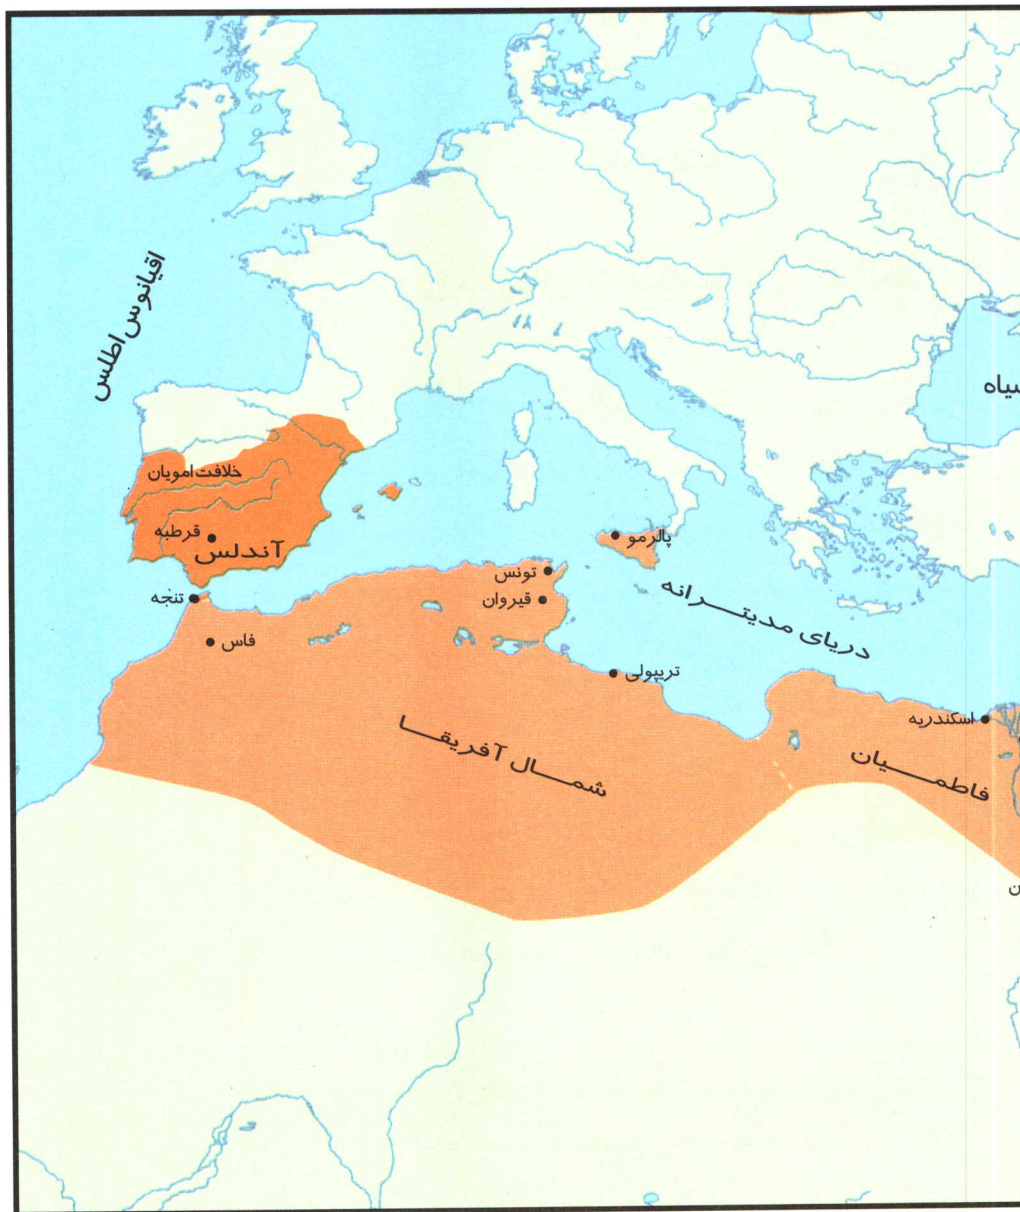 اقیانوس اطلس
خلافت امویان
قرطبه
آندلس
تنجه
فاس
تونس
قیروان
پالرمو
دریای مدیترانه
تریپولی
شمال آفریقا
اسکندریه
فاطمیان